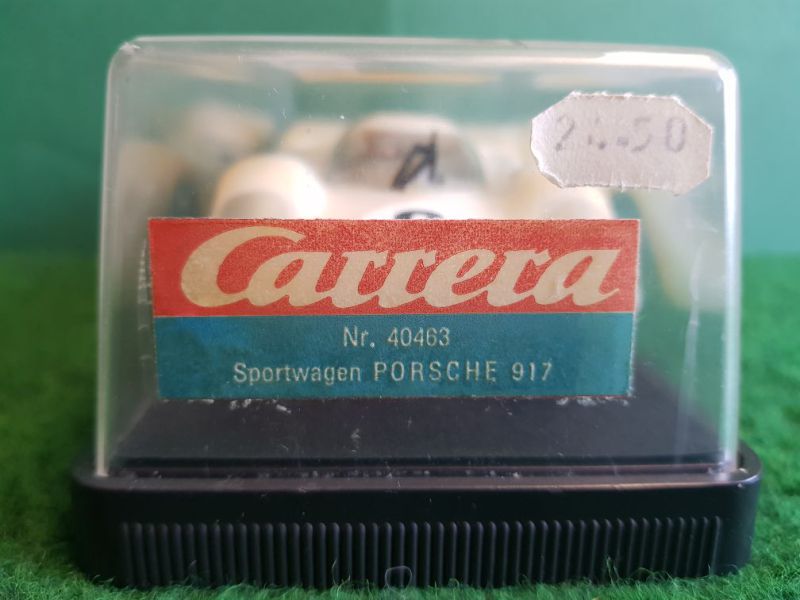 Carrera
Nr. 40463
Sportwagen PORSCHE 917